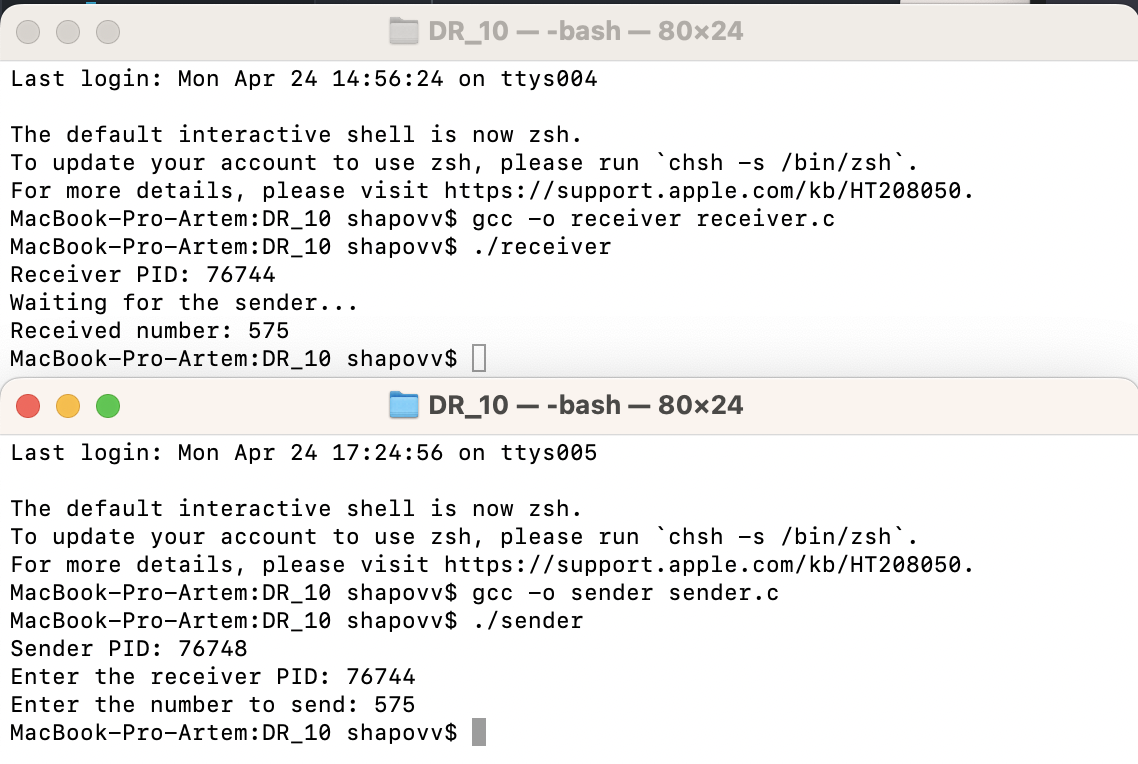 DR_10 — -bash — 80×24
Last login: Mon Apr 24 14:56:24 on ttys004
The default interactive shell is now zsh.
To update your account to use zsh, please run `chsh -s /bin/zsh`.
For more details, please visit https://support.apple.com/kb/HT208050.
MacBook-Pro-Artem:DR_10 shapovv$ gcc -o receiver receiver.c
MacBook-Pro-Artem:DR_10 shapovv$ ./receiver
Receiver PID: 76744
Waiting for the sender...
Received number: 575
MacBook-Pro-Artem:DR_10 shapovv$
DR_10 — -bash — 80×24
Last login: Mon Apr 24 17:24:56 on ttys005
The default interactive shell is now zsh.
To update your account to use zsh, please run `chsh -s /bin/zsh`.
For more details, please visit https://support.apple.com/kb/HT208050.
MacBook-Pro-Artem:DR_10 shapovv$ gcc -o sender sender.c
MacBook-Pro-Artem:DR_10 shapovv$ ./sender
Sender PID: 76748
Enter the receiver PID: 76744
Enter the number to send: 575
MacBook-Pro-Artem:DR_10 shapovv$